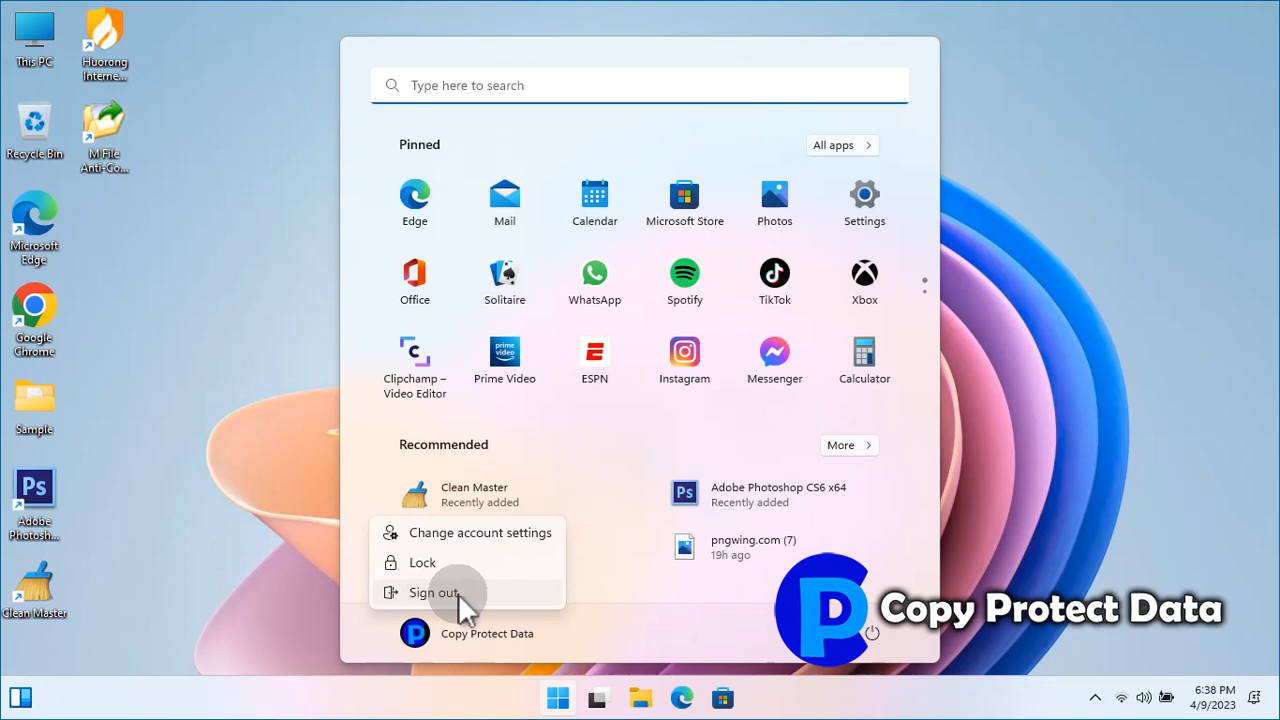 This PC
Huorong
Interne...
Recycle Bin
M File
Anti-Co...
Microsoft
Edge
Google
Chrome
Sample
Ps
Adobe
Photosh...
Clean Master
Type here to search
Pinned
All apps
Edge
Mail
Calendar
Microsoft Store
Photos
Settings
Office
Solitaire
WhatsApp
Spotify
TikTok
Xbox
Clipchamp –
Video Editor
prime
video
Prime Video
ESPN
Instagram
Messenger
Calculator
Recommended
More
Clean Master
Recently added
Ps
Adobe Photoshop CS6 x64
Recently added
pngwing.com (7)
19h ago
Change account settings
Lock
Sign out
Copy Protect Data
Copy Protect Data
6:38 PM
4/9/2023